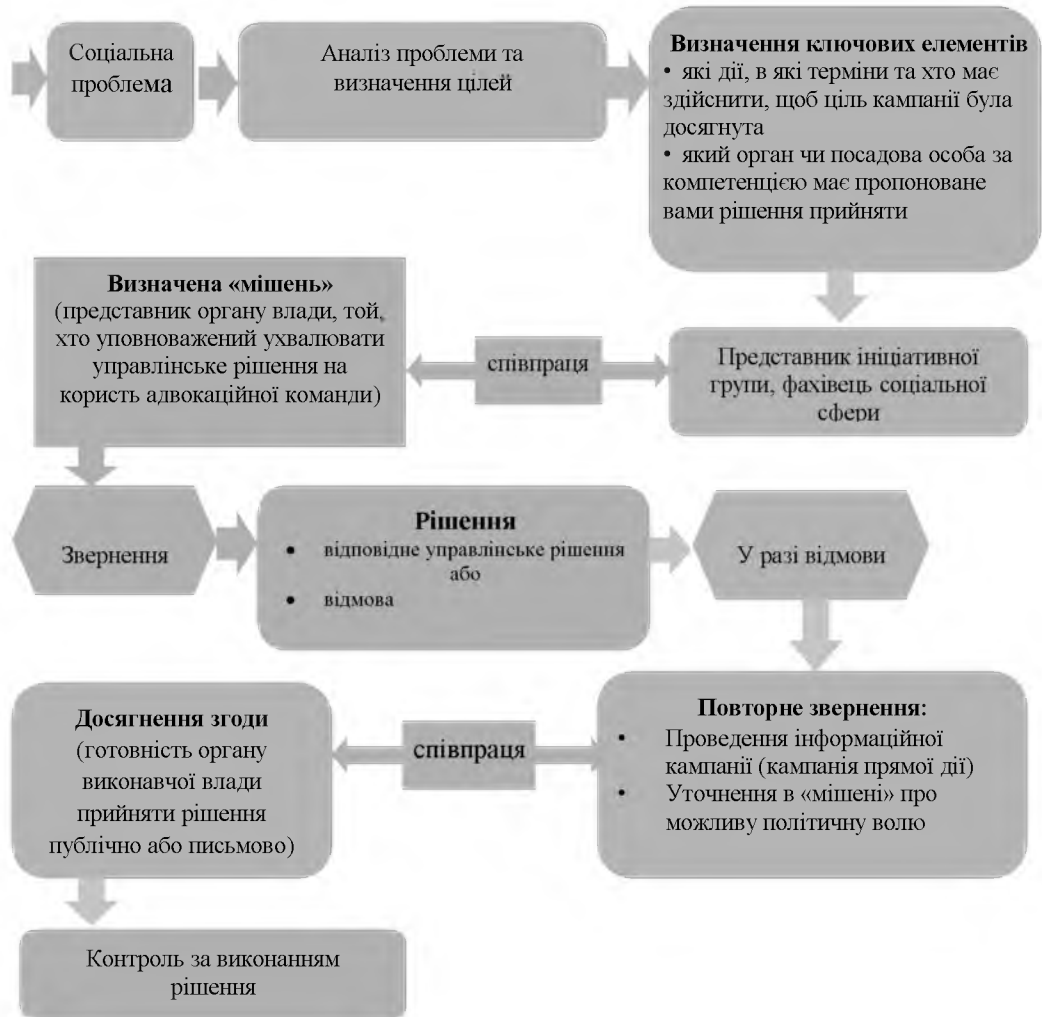 Соціальна
проблема
Аналіз проблеми та
визначення цілей
Визначення ключових елементів
• які дії, в які терміни та хто має
здійснити, щоб ціль кампанії була
досягнута
• який орган чи посадова особа за
компетенцією має пропоноване
вами рішення прийняти
Визначена «мішень»
(представник органу влади, той,
хто уповноважений ухвалювати
управлінське рішення на
користь адвокаційної команди)
співпраця
Представник ініціативної
групи, фахівець соціальної
сфери
Звернення
Рішення
• відповідне управлінське рішення
або
• відмова
У разі відмови
Досягнення згоди
(готовність органу
виконавчої влади
прийняти рішення
публічно або письмово)
співпраця
Повторне звернення:
• Проведення інформаційної
кампанії (кампанія прямої дії)
• Уточнення в «мішені» про
можливу політичну волю
Контроль за виконанням
рішення